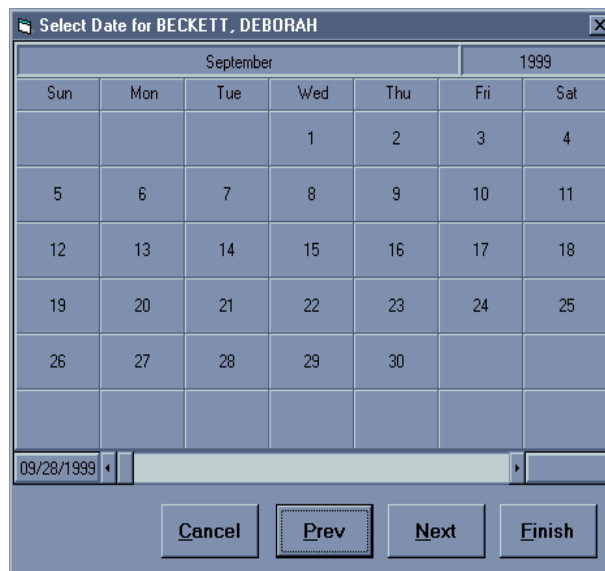 Select Date for BECKETT, DEBORAH
September 1999
Sun Mon Tue Wed Thu Fri Sat
1 2 3 4
5 6 7 8 9 10 11
12 13 14 15 16 17 18
19 20 21 22 23 24 25
26 27 28 29 30
09/28/1999
Cancel Prev Next Finish